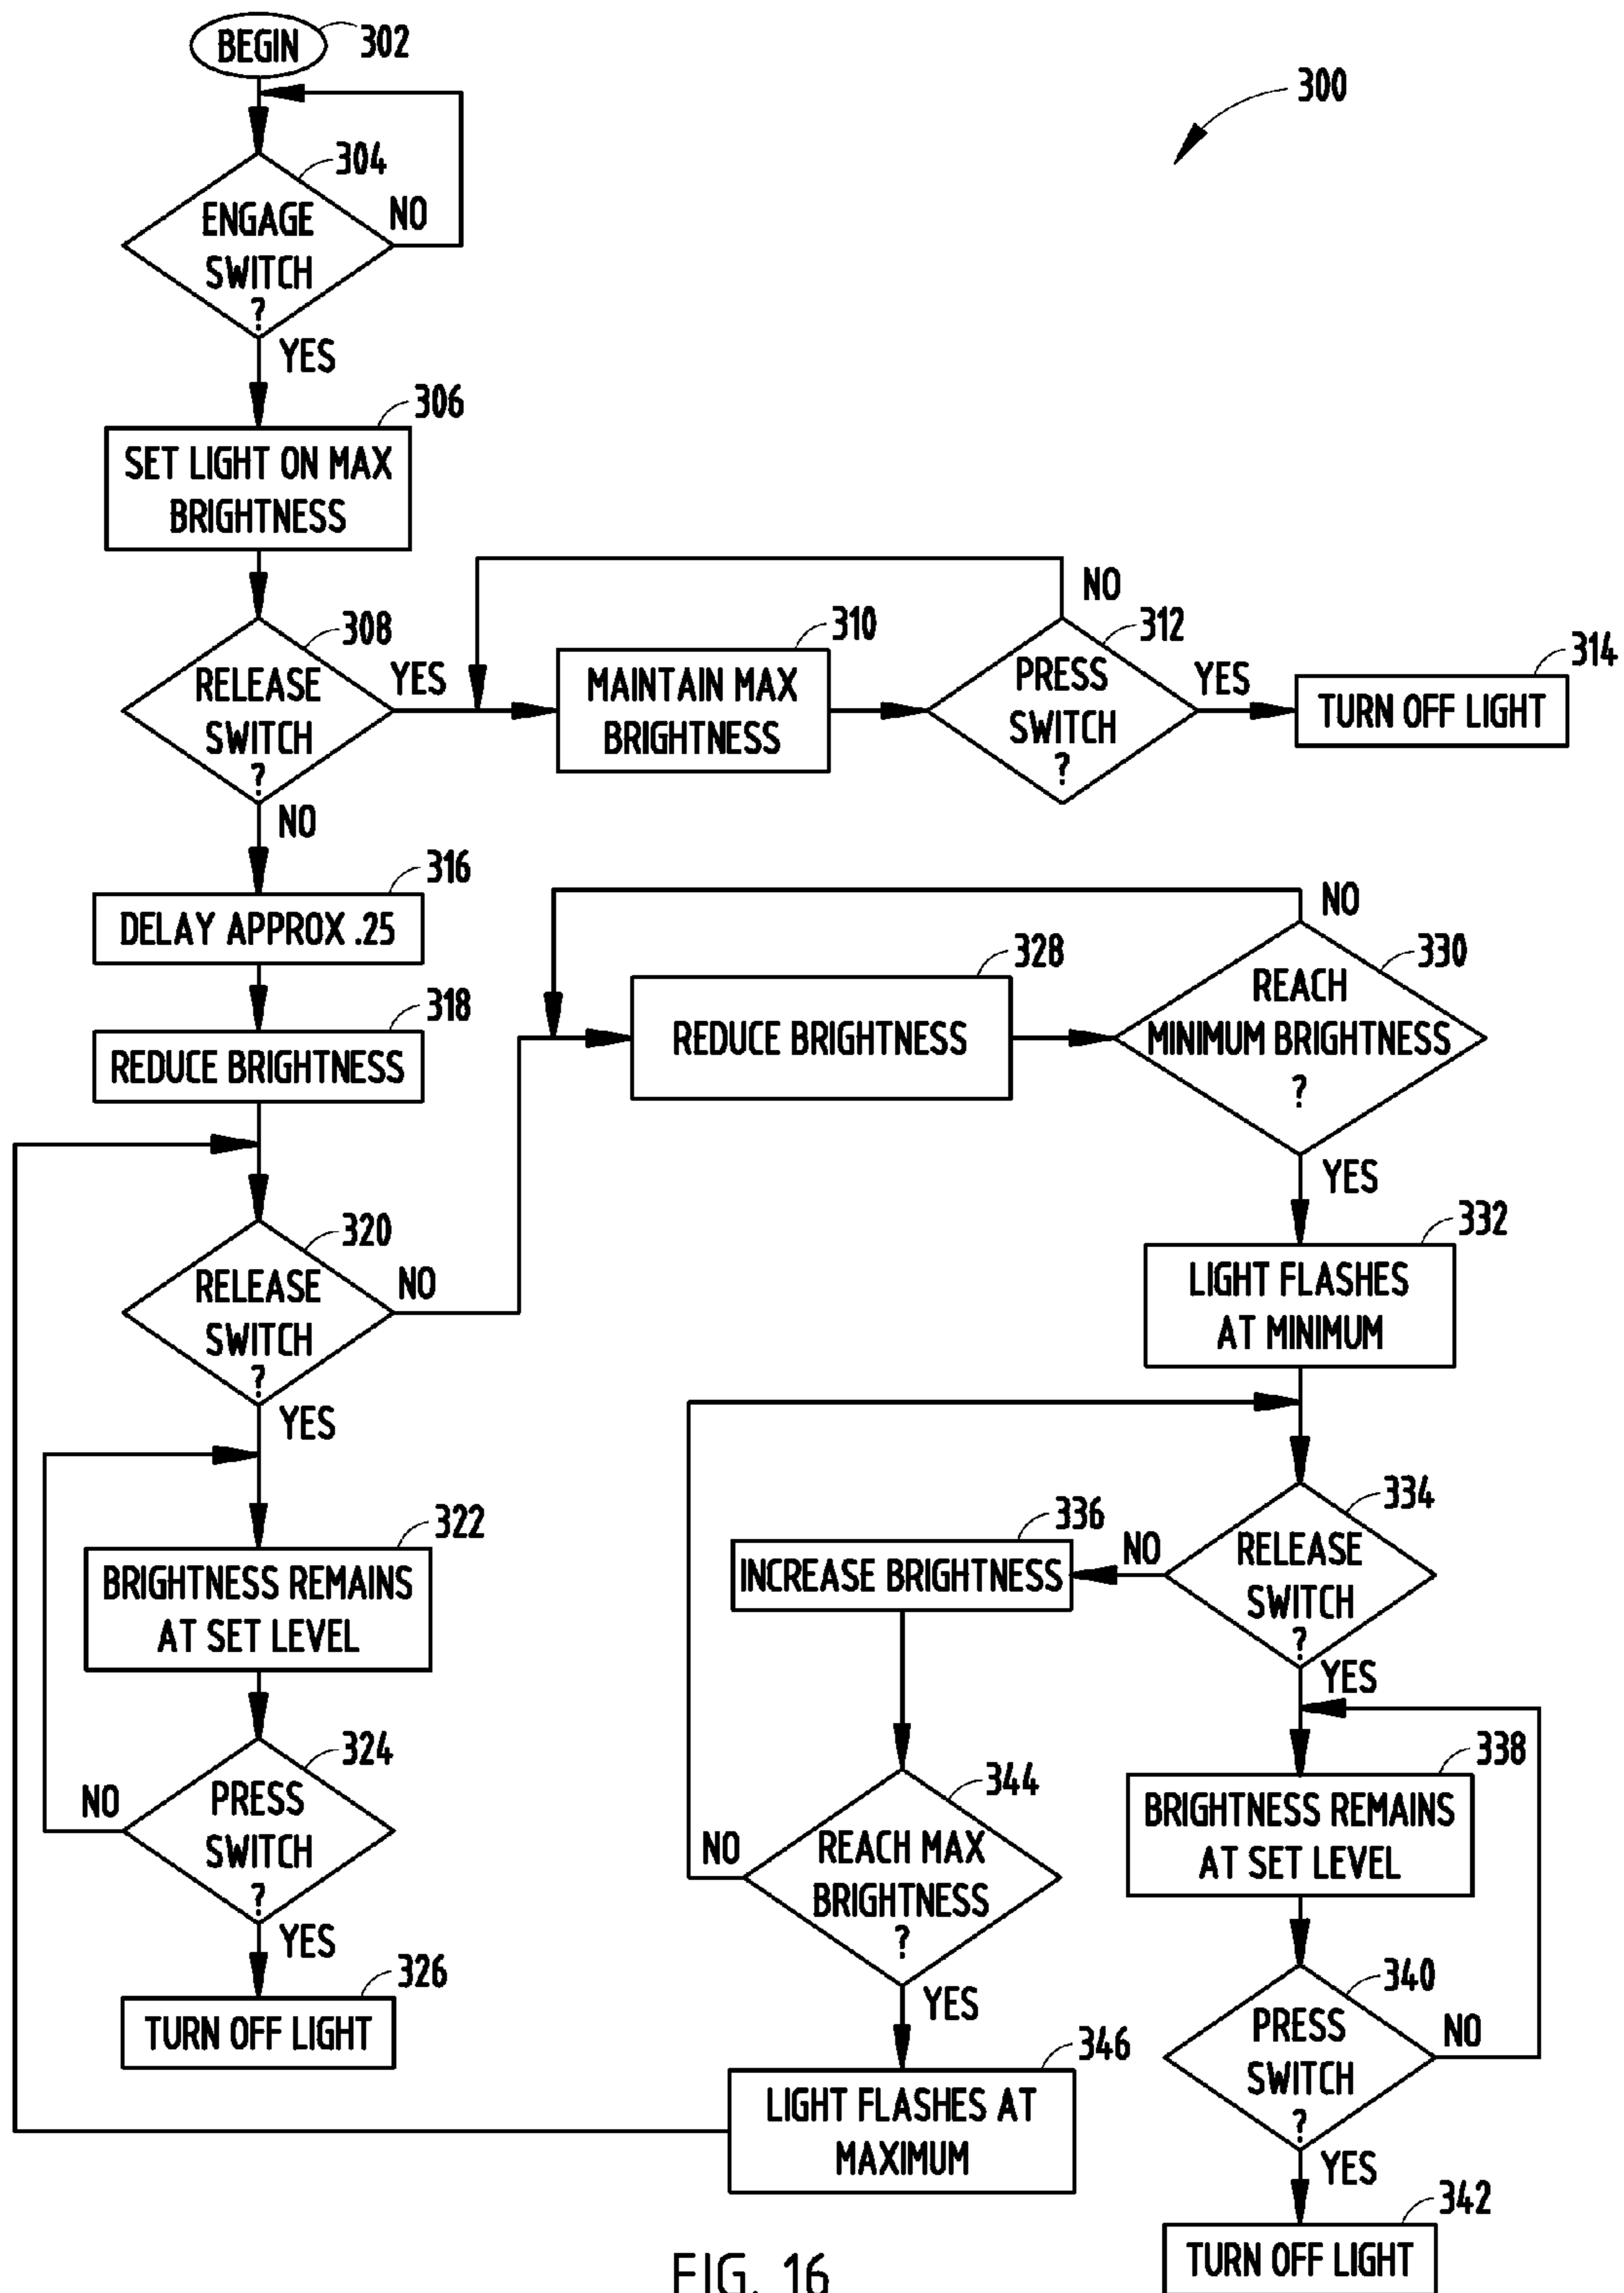 BEGIN
302
300
304
ENGAGE
SWITCH
?
NO
YES
306
SET LIGHT ON MAX
BRIGHTNESS
308
RELEASE
SWITCH
?
YES
NO
310
MAINTAIN MAX
BRIGHTNESS
312
PRESS
SWITCH
?
NO
YES
314
TURN OFF LIGHT
316
DELAY APPROX .25
318
REDUCE BRIGHTNESS
320
RELEASE
SWITCH
?
NO
YES
322
BRIGHTNESS REMAINS
AT SET LEVEL
324
PRESS
SWITCH
?
NO
YES
326
TURN OFF LIGHT
328
REDUCE BRIGHTNESS
330
REACH
MINIMUM BRIGHTNESS
?
NO
YES
332
LIGHT FLASHES
AT MINIMUM
334
RELEASE
SWITCH
?
NO
YES
336
INCREASE BRIGHTNESS
338
BRIGHTNESS REMAINS
AT SET LEVEL
340
PRESS
SWITCH
?
NO
YES
342
TURN OFF LIGHT
344
REACH MAX
BRIGHTNESS
?
NO
YES
346
LIGHT FLASHES AT
MAXIMUM
FIG. 16